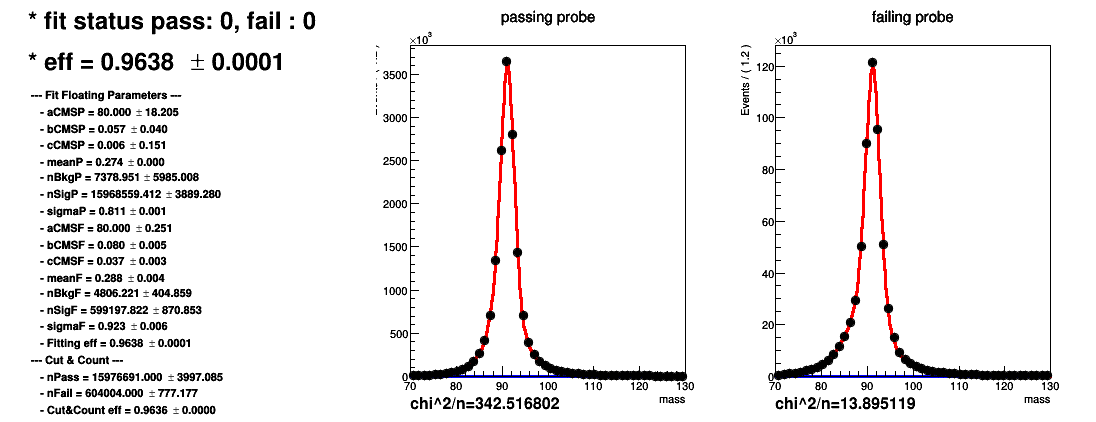 * fit status pass: 0, fail : 0
* eff = 0.9638 ± 0.0001
--- Fit Floating Parameters ---
- aCMSP = 80.000 ± 18.205
- bCMSP = 0.057 ± 0.040
- cCMSP = 0.006 ± 0.151
- meanP = 0.274 ± 0.000
- nBkgP = 7378.951 ± 5985.008
- nSigP = 15968559.412 ± 3889.280
- sigmaP = 0.811 ± 0.001
- aCMSF = 80.000 ± 0.251
- bCMSF = 0.080 ± 0.005
- cCMSF = 0.037 ± 0.003
- meanF = 0.288 ± 0.004
- nBkgF = 4806.221 ± 404.859
- nSigF = 599197.822 ± 870.853
- sigmaF = 0.923 ± 0.006
- Fitting eff = 0.9638 ± 0.0001
--- Cut & Count ---
- nPass = 15976691.000 ± 3997.085
- nFail = 604004.000 ± 777.177
- Cut&Count eff = 0.9636 ± 0.0000
passing probe
×10³
3500
3000
2500
2000
1500
1000
500
0
70 80 90 100 110 120 130
mass
chi^2/n=342.516802
failing probe
×10³
Events / ( 1.2 )
120
100
80
60
40
20
0
70 80 90 100 110 120 130
mass
chi^2/n=13.895119